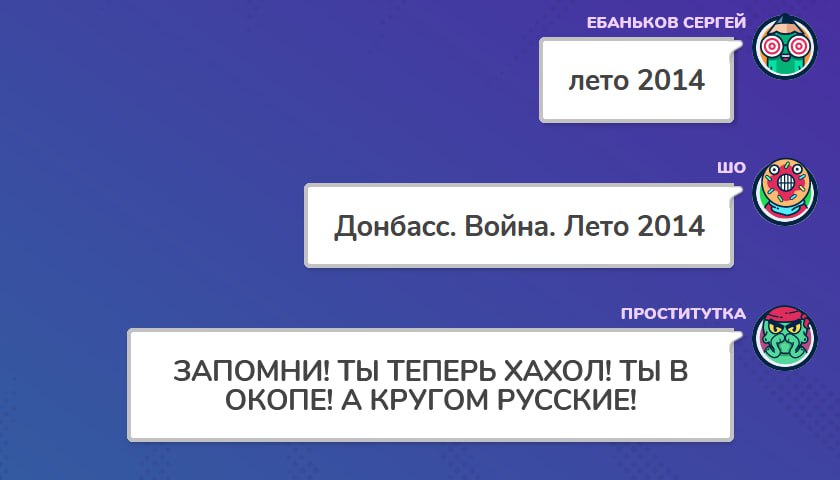 ЕБАНЬКОВ СЕРГЕЙ
лето 2014
ШО
Донбасс. Война. Лето 2014
ПРОСТИТУТКА
ЗАПОМНИ! ТЫ ТЕПЕРЬ ХАХОЛ! ТЫ В
ОКОПЕ! А КРУГОМ РУССКИЕ!